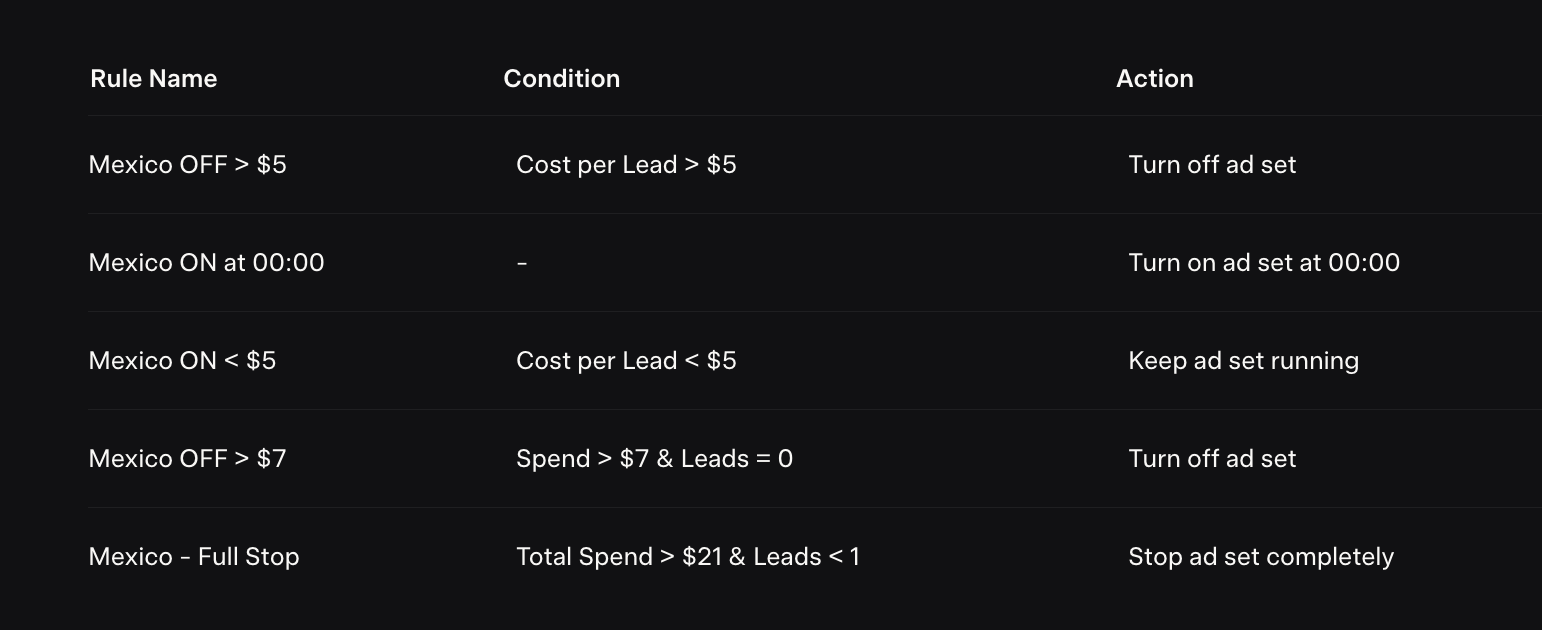 Rule Name Condition Action
Mexico OFF > $5 Cost per Lead > $5 Turn off ad set
Mexico ON at 00:00 - Turn on ad set at 00:00
Mexico ON < $5 Cost per Lead < $5 Keep ad set running
Mexico OFF > $7 Spend > $7 & Leads = 0 Turn off ad set
Mexico - Full Stop Total Spend > $21 & Leads < 1 Stop ad set completely